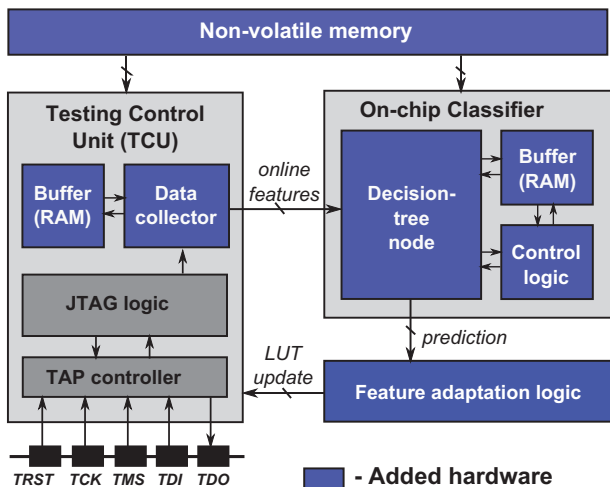 Non-volatile memory
Testing Control
Unit (TCU)
Buffer
(RAM)
Data
collector
JTAG logic
TAP controller
TRST TCK TMS TDI TDO
online
features
On-chip Classifier
Decision-
tree
node
Buffer
(RAM)
Control
logic
prediction
LUT
update
Feature adaptation logic
- Added hardware